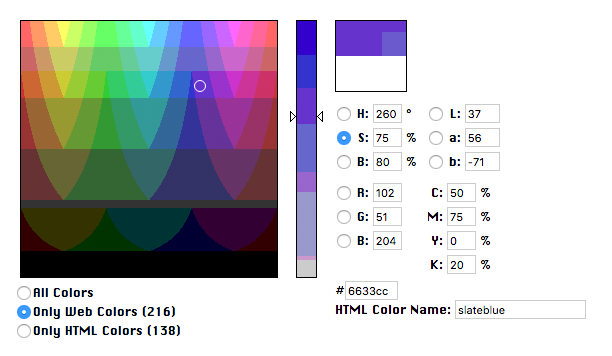 H: 260 ° L: 37
S: 75 % a: 56
B: 80 % b: -71
R: 102 C: 50 %
G: 51 M: 75 %
B: 204 Y: 0 %
K: 20 %
# 6633cc
All Colors
Only Web Colors (216)
HTML Color Name: slateblue
Only HTML Colors (138)